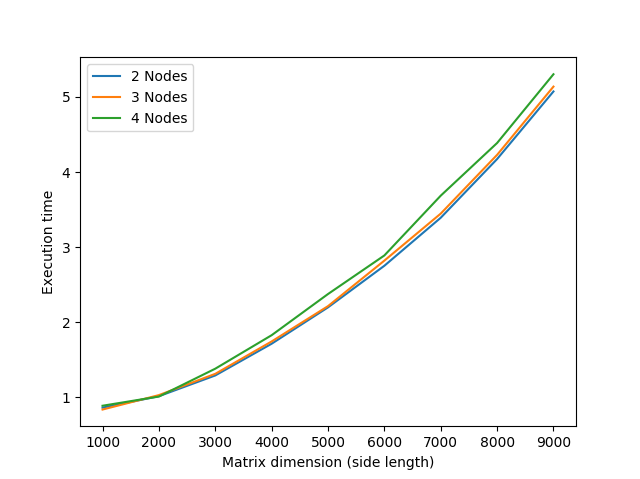 2 Nodes
3 Nodes
4 Nodes
5
4
3
2
1
Execution time
1000 2000 3000 4000 5000 6000 7000 8000 9000
Matrix dimension (side length)